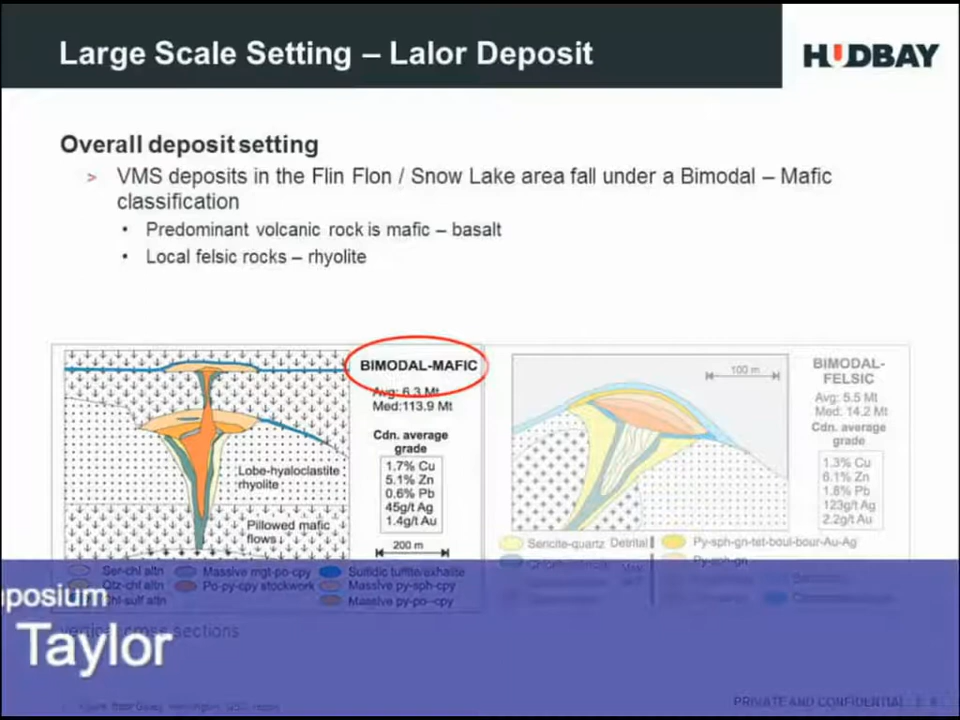 Large Scale Setting – Lalor Deposit
HUDBAY
Overall deposit setting
> VMS deposits in the Flin Flon / Snow Lake area fall under a Bimodal – Mafic
classification
• Predominant volcanic rock is mafic – basalt
• Local felsic rocks – rhyolite
BIMODAL-MAFIC
Avg: 6.3 Mt
Med:113.9 Mt
Cdn. average
grade
1.7% Cu
5.1% Zn
0.6% Pb
45g/t Ag
1.4g/t Au
200 m
Lobe-hyaloclastite
rhyolite
Pillowed mafic
flows
Ser-chl altn
Qtz-chl altn
Chl-sulf altn
Massive mgt-po-cpy
Po-py-cpy stockwork
Sulfidic tuffite/exhalite
Massive py-sph-cpy
Massive py-po-cpy
100 m
BIMODAL-
FELSIC
Avg: 5.5 Mt
Med: 14.2 Mt
Cdn. average
grade
1.3% Cu
6.1% Zn
1.8% Pb
123g/t Ag
2.2g/t Au
Sericite-quartz
Detrital
Py-sph-gn-tet-boul-bour-Au-Ag
Py-sph-gn
mposium
Taylor
vertical cross sections
PRIVATE AND CONFIDENTIAL